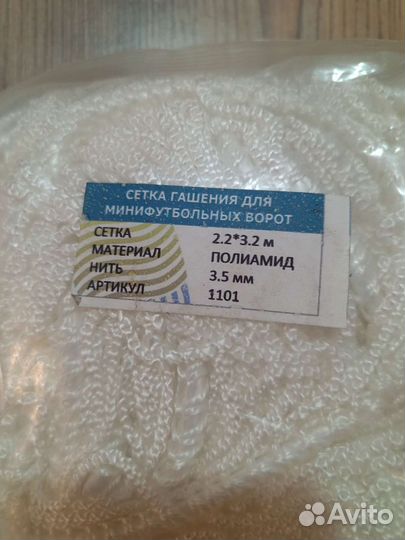 СЕТКА ГАШЕНИЯ ДЛЯ
МИНИФУТБОЛЬНЫХ ВОРОТ
СЕТКА 2.2*3.2 м
МАТЕРИАЛ ПОЛИАМИД
НИТЬ 3.5 мм
АРТИКУЛ 1101
Avito